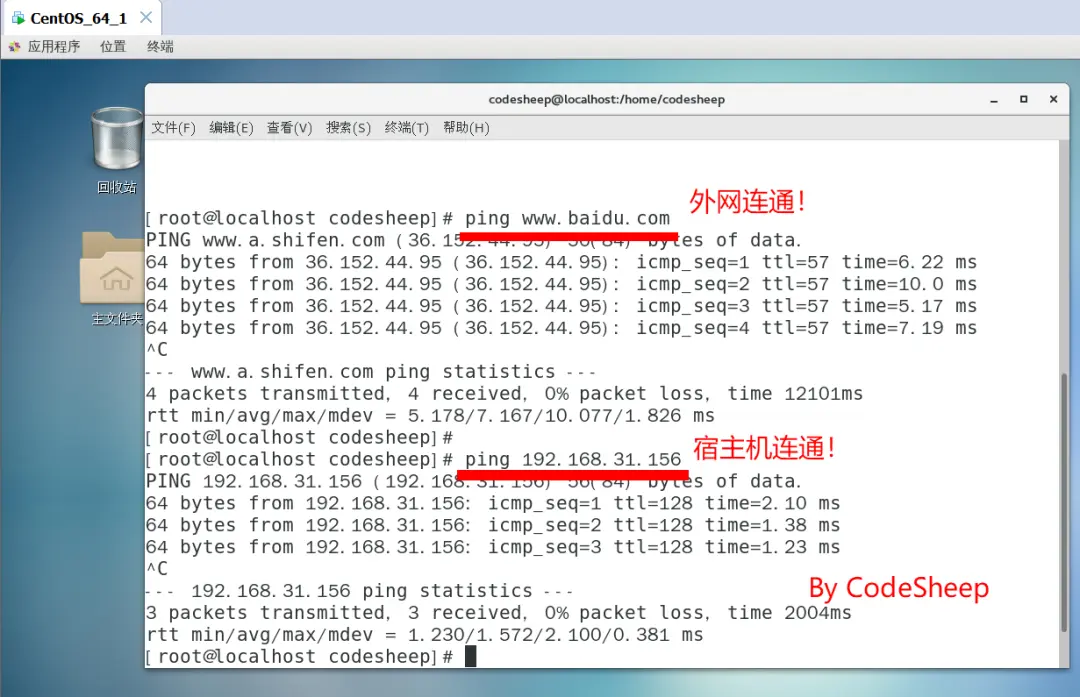 CentOS_64_1
应用程序 位置 终端
codesheep@localhost:/home/codesheep
文件(F) 编辑(E) 查看(V) 搜索(S) 终端(T) 帮助(H)
回收站
主文件夹
外网连通!
[root@localhost codesheep]# ping www.baidu.com
PING www.a.shifen.com (36.152.44.95) 56(84) bytes of data.
64 bytes from 36.152.44.95 (36.152.44.95): icmp_seq=1 ttl=57 time=6.22 ms
64 bytes from 36.152.44.95 (36.152.44.95): icmp_seq=2 ttl=57 time=10.0 ms
64 bytes from 36.152.44.95 (36.152.44.95): icmp_seq=3 ttl=57 time=5.17 ms
64 bytes from 36.152.44.95 (36.152.44.95): icmp_seq=4 ttl=57 time=7.19 ms
^C
--- www.a.shifen.com ping statistics ---
4 packets transmitted, 4 received, 0% packet loss, time 12101ms
rtt min/avg/max/mdev = 5.178/7.167/10.077/1.826 ms
[root@localhost codesheep]#
[root@localhost codesheep]# ping 192.168.31.156
宿主机连通!
PING 192.168.31.156 (192.168.31.156) 56(84) bytes of data.
64 bytes from 192.168.31.156: icmp_seq=1 ttl=128 time=2.10 ms
64 bytes from 192.168.31.156: icmp_seq=2 ttl=128 time=1.38 ms
64 bytes from 192.168.31.156: icmp_seq=3 ttl=128 time=1.23 ms
^C
--- 192.168.31.156 ping statistics ---
By CodeSheep
3 packets transmitted, 3 received, 0% packet loss, time 2004ms
rtt min/avg/max/mdev = 1.230/1.572/2.100/0.381 ms
[root@localhost codesheep]#